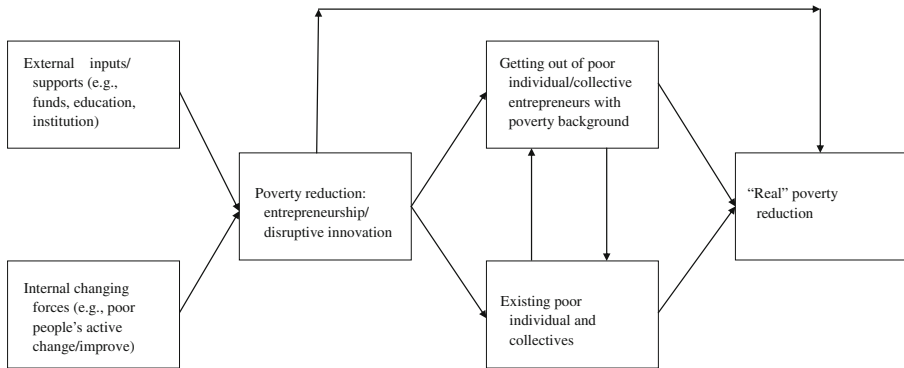 External inputs/
supports (e.g.,
funds, education,
institution)
Internal changing
forces (e.g., poor
people's active
change/improve)
Poverty reduction:
entrepreneurship/
disruptive innovation
Getting out of poor
individual/collective
entrepreneurs with
poverty background
Existing poor
individual and
collectives
“Real” poverty
reduction